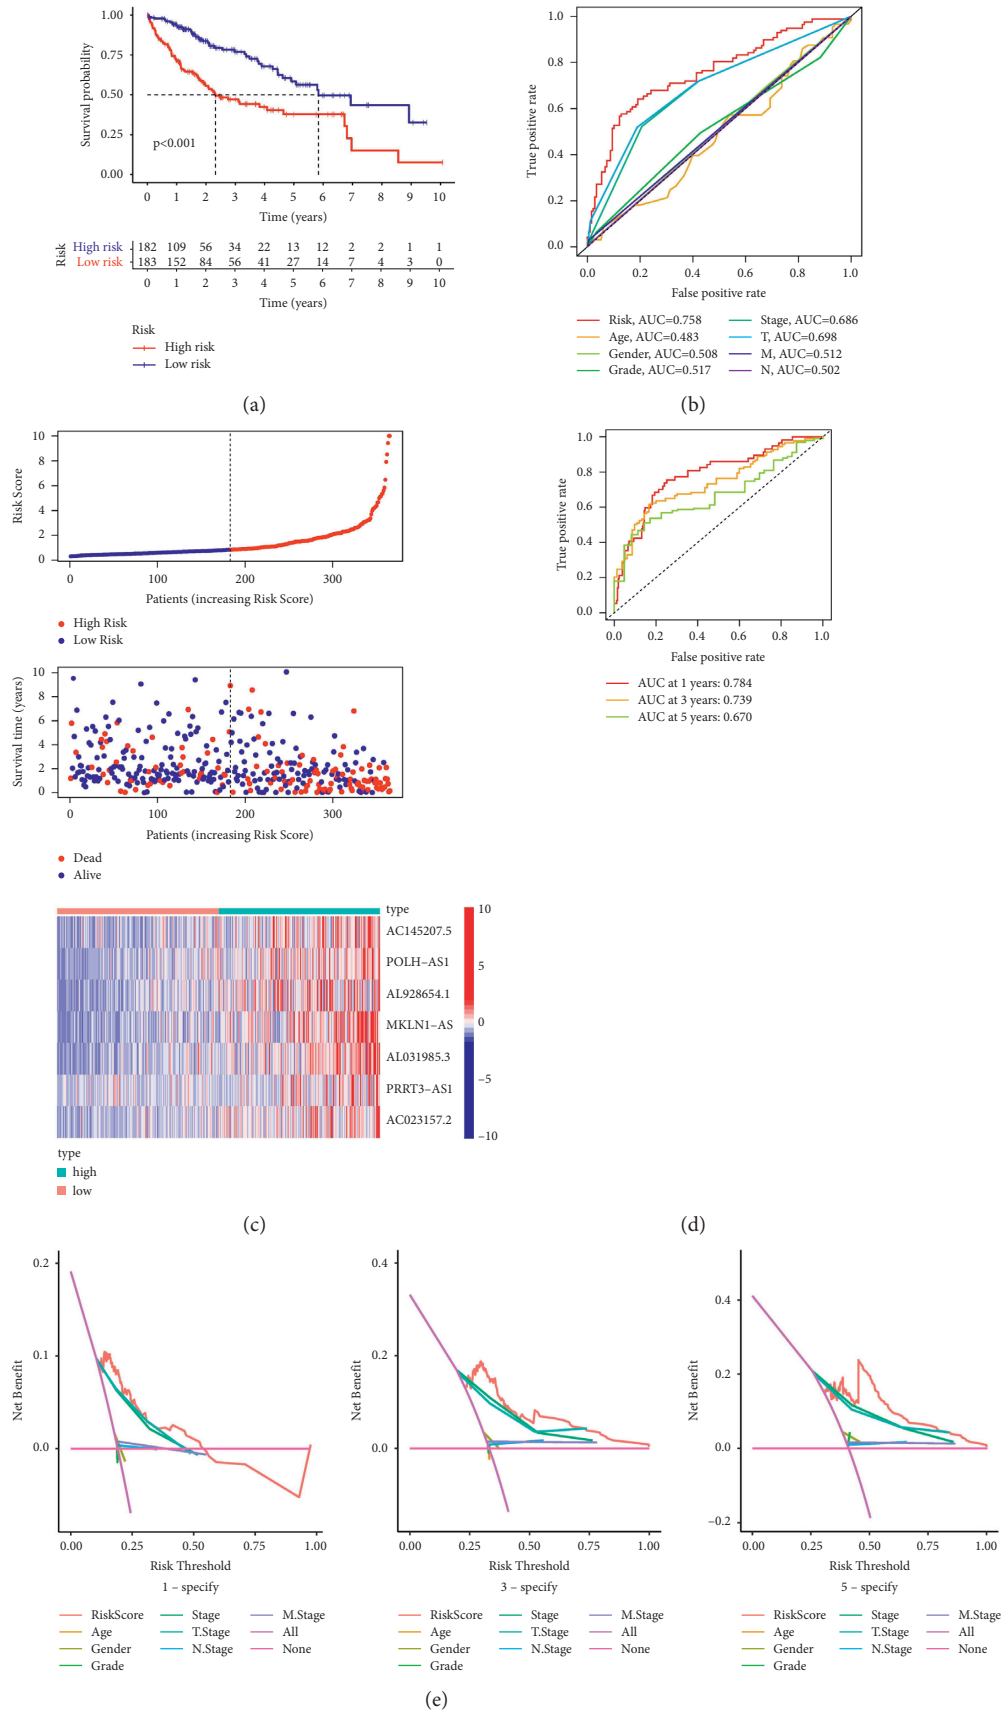 1.00
0.75
0.50
0.25
0.00
Survival probability
p<0.001
0 1 2 3 4 5 6 7 8 9 10
Time (years)
Risk
High risk 182 109 56 34 22 13 12 2 2 1 1
Low risk 183 152 84 56 41 27 14 7 4 3 0
0 1 2 3 4 5 6 7 8 9 10
Time (years)
Risk
High risk
Low risk
(a)
1.0
0.8
0.6
0.4
0.2
0.0
True positive rate
0.0 0.2 0.4 0.6 0.8 1.0
False positive rate
Risk, AUC=0.758
Age, AUC=0.483
Gender, AUC=0.508
Grade, AUC=0.517
Stage, AUC=0.686
T, AUC=0.698
M, AUC=0.512
N, AUC=0.502
(b)
10
8
6
4
2
0
Risk Score
0 100 200 300
Patients (increasing Risk Score)
High Risk
Low Risk
10
8
6
4
2
0
Survival time (years)
0 100 200 300
Patients (increasing Risk Score)
Dead
Alive
type
AC145207.5
POLH−AS1
AL928654.1
MKLN1−AS
AL031985.3
PRRT3−AS1
AC023157.2
10
5
0
−5
−10
type
high
low
(c)
1.0
0.8
0.6
0.4
0.2
0.0
True positive rate
0.0 0.2 0.4 0.6 0.8 1.0
False positive rate
AUC at 1 years: 0.784
AUC at 3 years: 0.739
AUC at 5 years: 0.670
(d)
0.2
0.1
0.0
Net Benefit
0.00 0.25 0.50 0.75 1.00
Risk Threshold
1 – specify
RiskScore
Age
Gender
Grade
Stage
T.Stage
N.Stage
M.Stage
All
None
0.4
0.2
0.0
Net Benefit
0.00 0.25 0.50 0.75 1.00
Risk Threshold
3 – specify
RiskScore
Age
Gender
Grade
Stage
T.Stage
N.Stage
M.Stage
All
None
0.4
0.2
0.0
−0.2
Net Benefit
0.00 0.25 0.50 0.75 1.00
Risk Threshold
5 – specify
RiskScore
Age
Gender
Grade
Stage
T.Stage
N.Stage
M.Stage
All
None
(e)